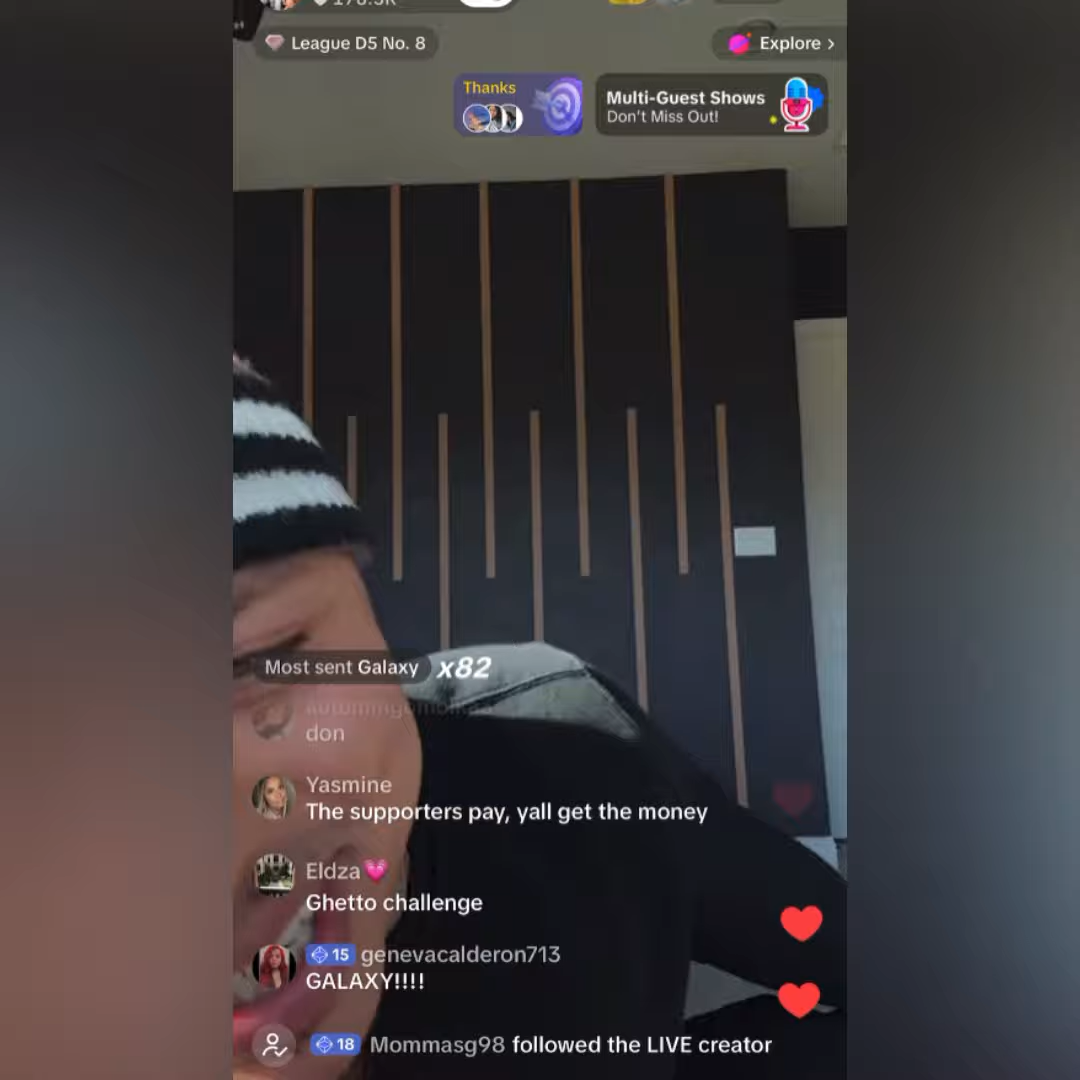 League D5 No. 8
Explore >
Thanks
Multi-Guest Shows
Don't Miss Out!
Most sent Galaxy x82
don
Yasmine
The supporters pay, yall get the money
Eldza💗
Ghetto challenge
15 genevacalderon713
GALAXY!!!!
18 Mommasg98 followed the LIVE creator